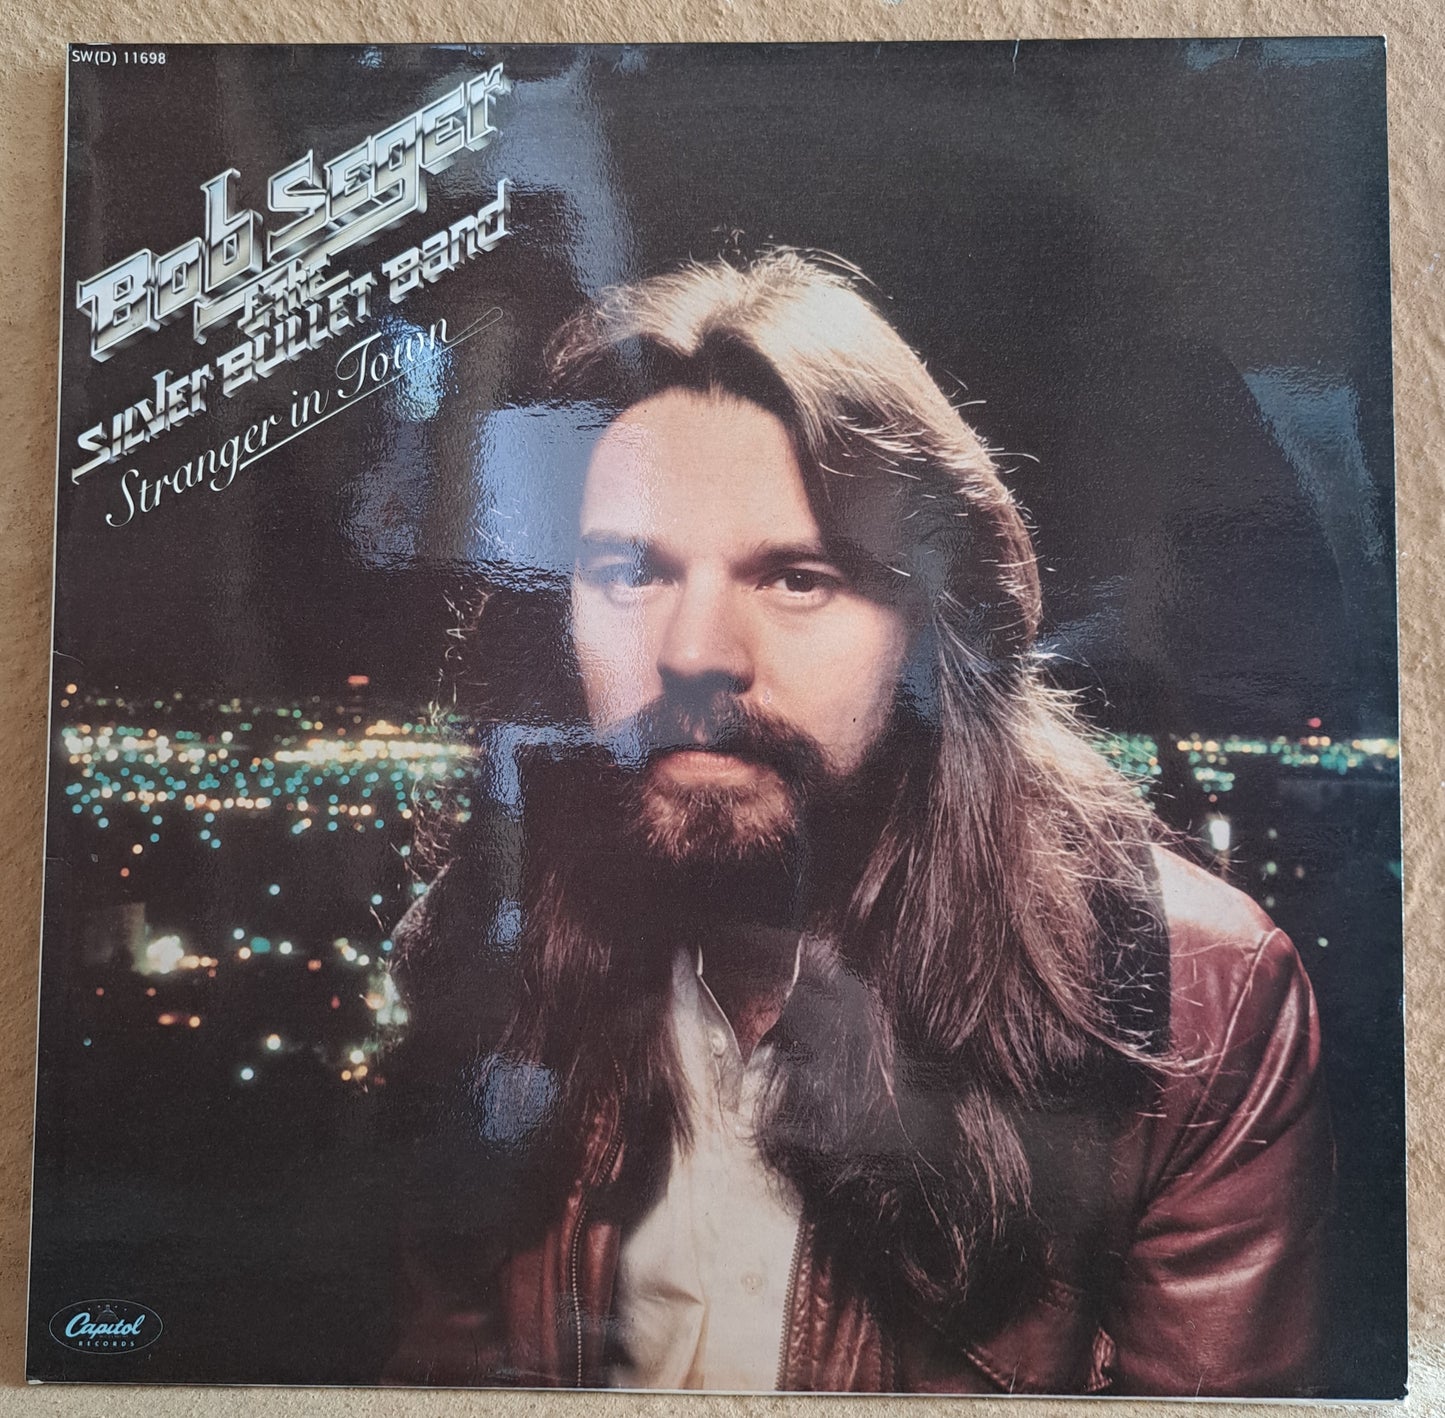 SW(D) 11698
Bob Seger
& THE
SILVER BULLET Band
Stranger in Town
Capitol
RECORDS